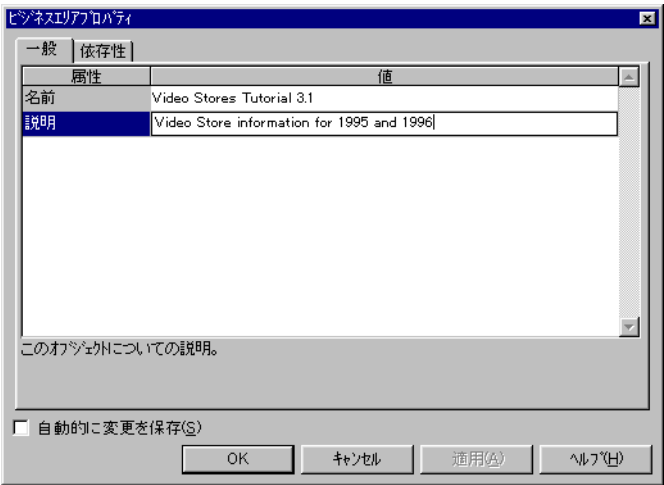 ビジネスエリアプロパティ
一般 依存性
属性 値
名前 Video Stores Tutorial 3.1
説明 Video Store information for 1995 and 1996
このオブジェクトについての説明。
自動的に変更を保存(S)
OK キャンセル 適用(A) ヘルプ(H)